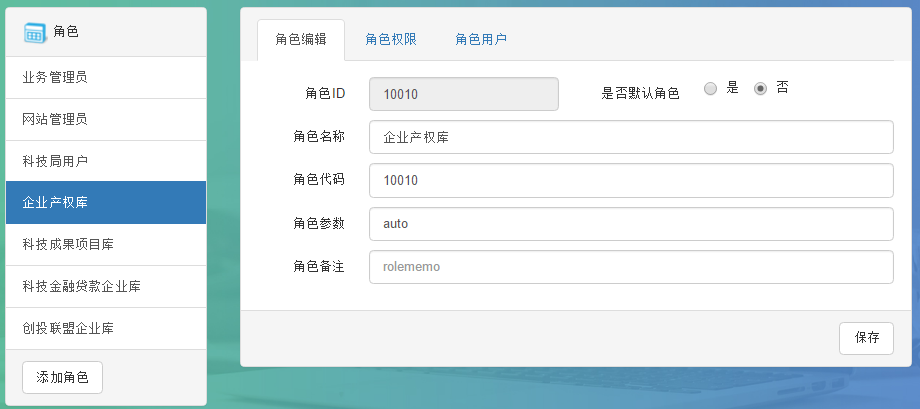 角色
业务管理员
网站管理员
科技局用户
企业产权库
科技成果项目库
科技金融贷款企业库
创投联盟企业库
添加角色
角色编辑 角色权限 角色用户
角色ID 10010 是否默认角色 是 否
角色名称 企业产权库
角色代码 10010
角色参数 auto
角色备注 rolememo
保存